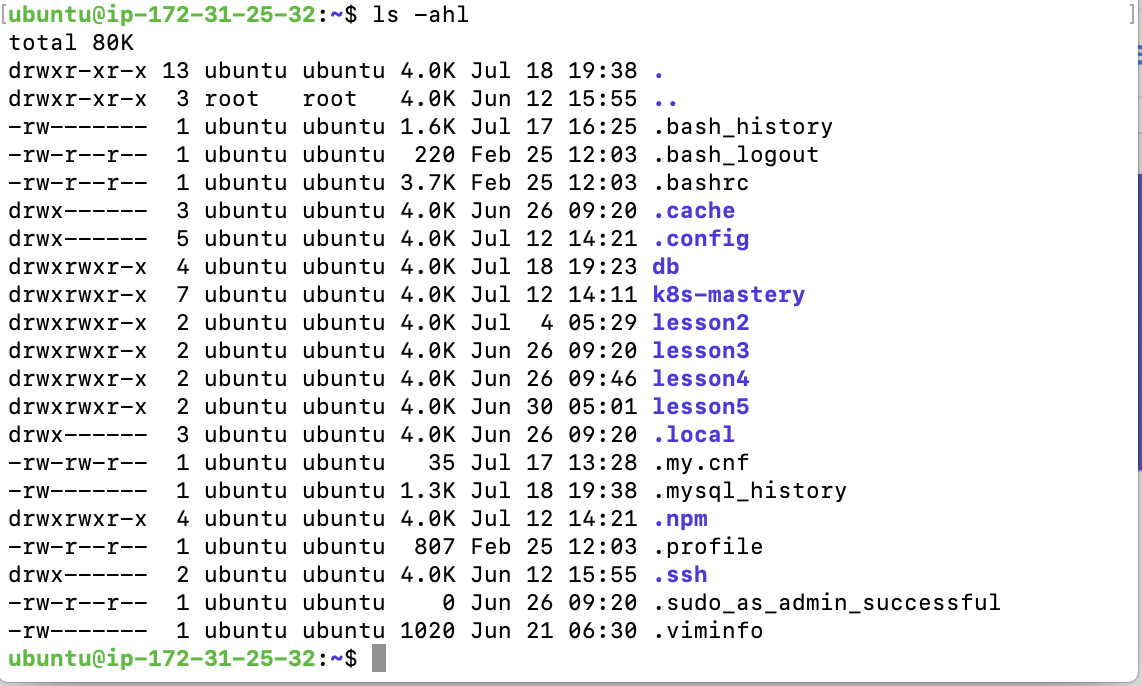 [ubuntu@ip-172-31-25-32:~$ ls -ahl ]
total 80K
drwxr-xr-x 13 ubuntu ubuntu 4.0K Jul 18 19:38 .
drwxr-xr-x  3 root   root   4.0K Jun 12 15:55 ..
-rw-------  1 ubuntu ubuntu 1.6K Jul 17 16:25 .bash_history
-rw-r--r--  1 ubuntu ubuntu  220 Feb 25 12:03 .bash_logout
-rw-r--r--  1 ubuntu ubuntu 3.7K Feb 25 12:03 .bashrc
drwx------  3 ubuntu ubuntu 4.0K Jun 26 09:20 .cache
drwx------  5 ubuntu ubuntu 4.0K Jul 12 14:21 .config
drwxrwxr-x  4 ubuntu ubuntu 4.0K Jul 18 19:23 db
drwxrwxr-x  7 ubuntu ubuntu 4.0K Jul 12 14:11 k8s-mastery
drwxrwxr-x  2 ubuntu ubuntu 4.0K Jul  4 05:29 lesson2
drwxrwxr-x  2 ubuntu ubuntu 4.0K Jun 26 09:20 lesson3
drwxrwxr-x  2 ubuntu ubuntu 4.0K Jun 26 09:46 lesson4
drwxrwxr-x  2 ubuntu ubuntu 4.0K Jun 30 05:01 lesson5
drwx------  3 ubuntu ubuntu 4.0K Jun 26 09:20 .local
-rw-rw-r--  1 ubuntu ubuntu   35 Jul 17 13:28 .my.cnf
-rw-------  1 ubuntu ubuntu 1.3K Jul 18 19:38 .mysql_history
drwxrwxr-x  4 ubuntu ubuntu 4.0K Jul 12 14:21 .npm
-rw-r--r--  1 ubuntu ubuntu  807 Feb 25 12:03 .profile
drwx------  2 ubuntu ubuntu 4.0K Jun 12 15:55 .ssh
-rw-r--r--  1 ubuntu ubuntu    0 Jun 26 09:20 .sudo_as_admin_successful
-rw-------  1 ubuntu ubuntu 1020 Jun 21 06:30 .viminfo
ubuntu@ip-172-31-25-32:~$